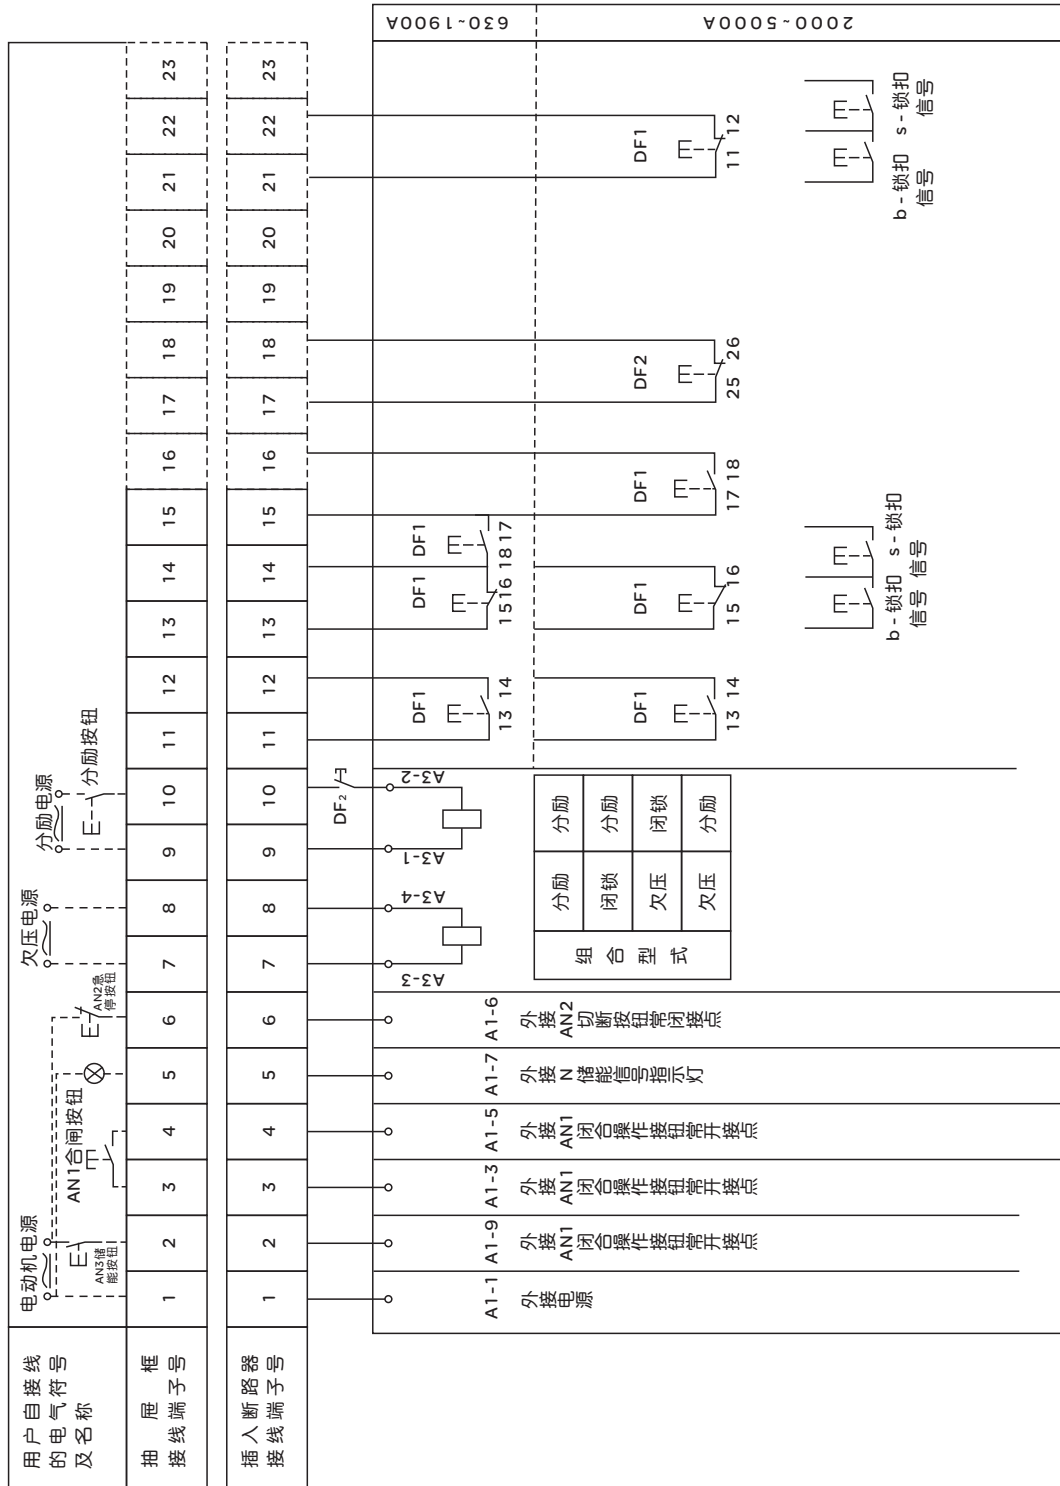 630~1900A
2000~5000A
用户自接线
的电气符号
及名称
电动机电源
AN3储
能按钮
AN1合闸按钮
AN2急
停按钮
欠压电源
分励电源
分励按钮
抽屉框
接线端子号
1 2 3 4 5 6 7 8 9 10 11 12 13 14 15 16 17 18 19 20 21 22 23
插入断路器
接线端子号
1 2 3 4 5 6 7 8 9 10 11 12 13 14 15 16 17 18 19 20 21 22 23
DF₂
A1-1
外接电源
A1-9
外接AN1闭合操作接钮常开接点
A1-3
外接AN1闭合操作接钮常开接点
A1-5
外接AN1闭合操作接钮常开接点
A1-7
外接N储能信号指示灯
A1-6
外接AN2切断按钮常闭接点
A3-3
A3-4
A3-1
A3-2
组合型式
分励 分励
闭锁 分励
欠压 闭锁
欠压 分励
DF1
13 14
DF1
15 16
DF1
18 17
DF1
13 14
DF1
15 16
DF1
17 18
DF2
25 26
DF1
11 12
b-锁扣
信号
s-锁扣
信号
b-锁扣
信号
s-锁扣
信号